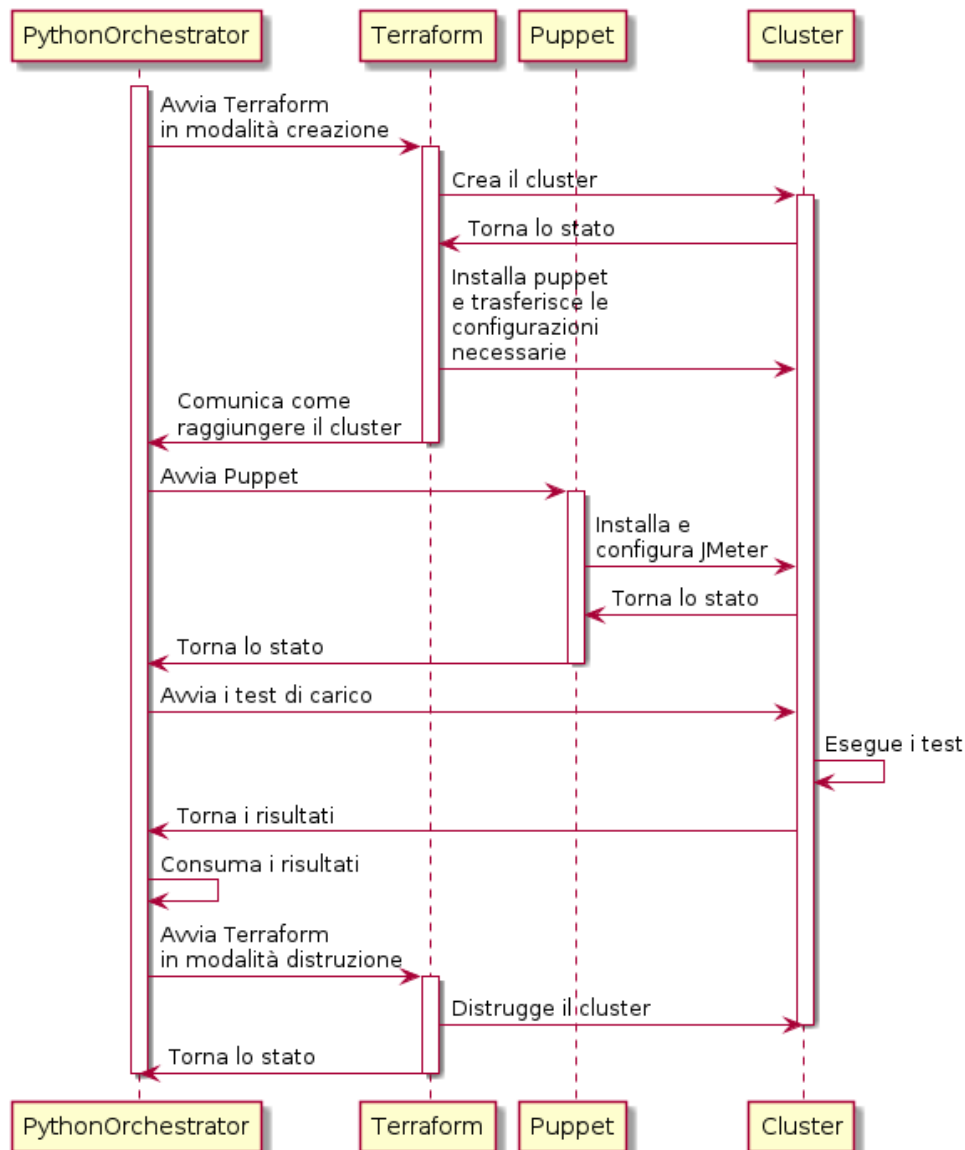 PythonOrchestrator
Terraform
Puppet
Cluster
Avvia Terraform
in modalità creazione
Crea il cluster
Torna lo stato
Installa puppet
e trasferisce le
configurazioni
necessarie
Comunica come
raggiungere il cluster
Avvia Puppet
Installa e
configura JMeter
Torna lo stato
Torna lo stato
Avvia i test di carico
Esegue i test
Torna i risultati
Consuma i risultati
Avvia Terraform
in modalità distruzione
Distrugge il cluster
Torna lo stato
PythonOrchestrator
Terraform
Puppet
Cluster